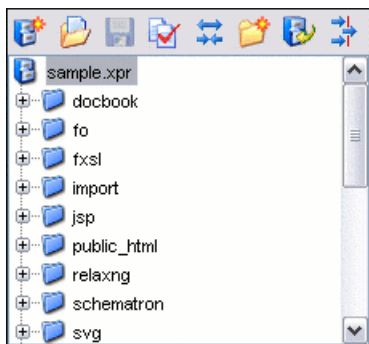 sample.xpr
docbook
fo
fxsl
import
jsp
public_html
relaxng
schematron
svg